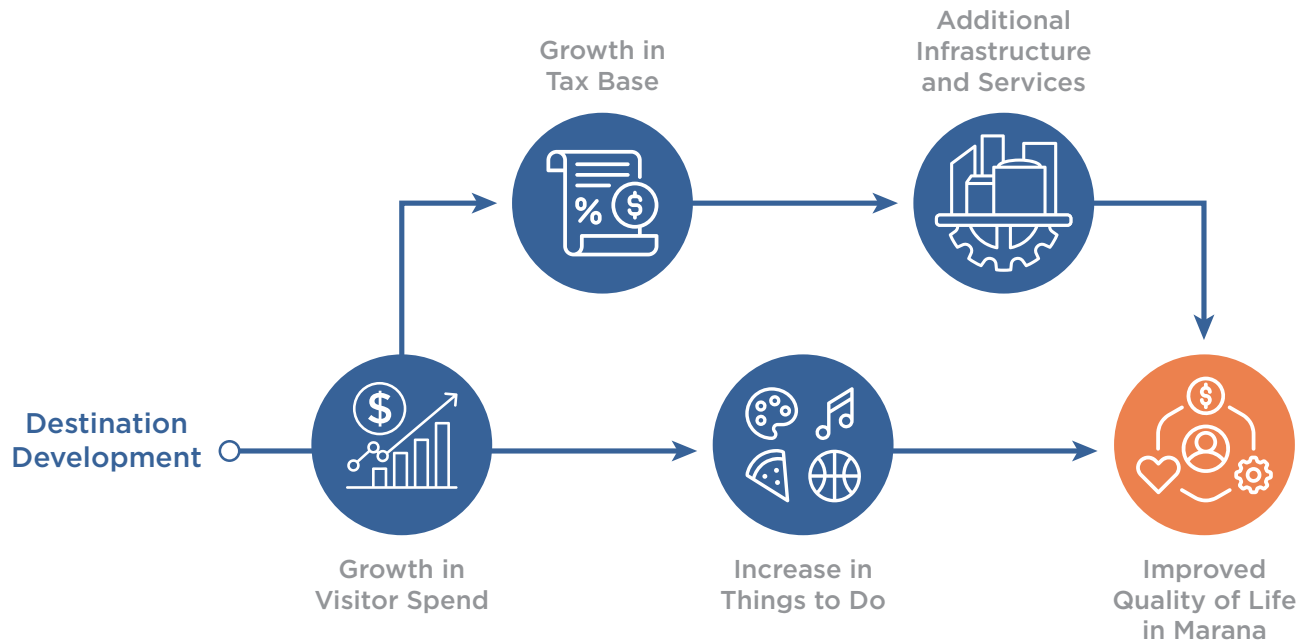 Additional
Infrastructure
and Services
Growth in
Tax Base
%
$
$
Destination
Development
$
Growth in
Visitor Spend
Increase in
Things to Do
Improved
Quality of Life
in Marana